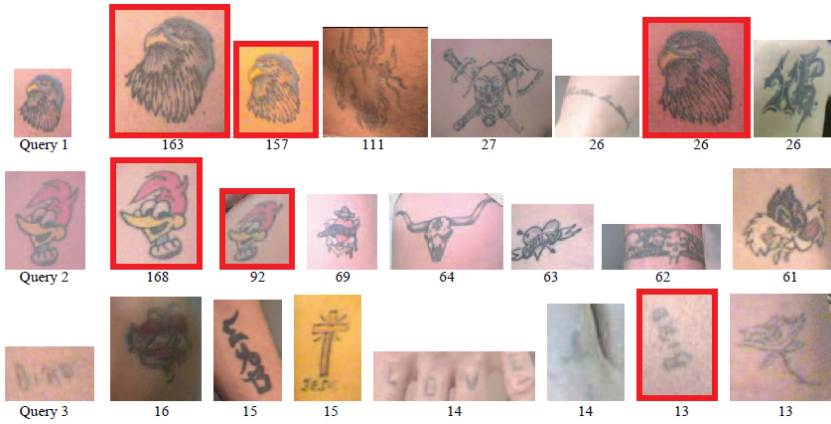 Query 1 163 157 111 27 26 26 26
Query 2 168 92 69 64 63 62 61
Jesus
Query 3 16 15 15 14 14 13 13